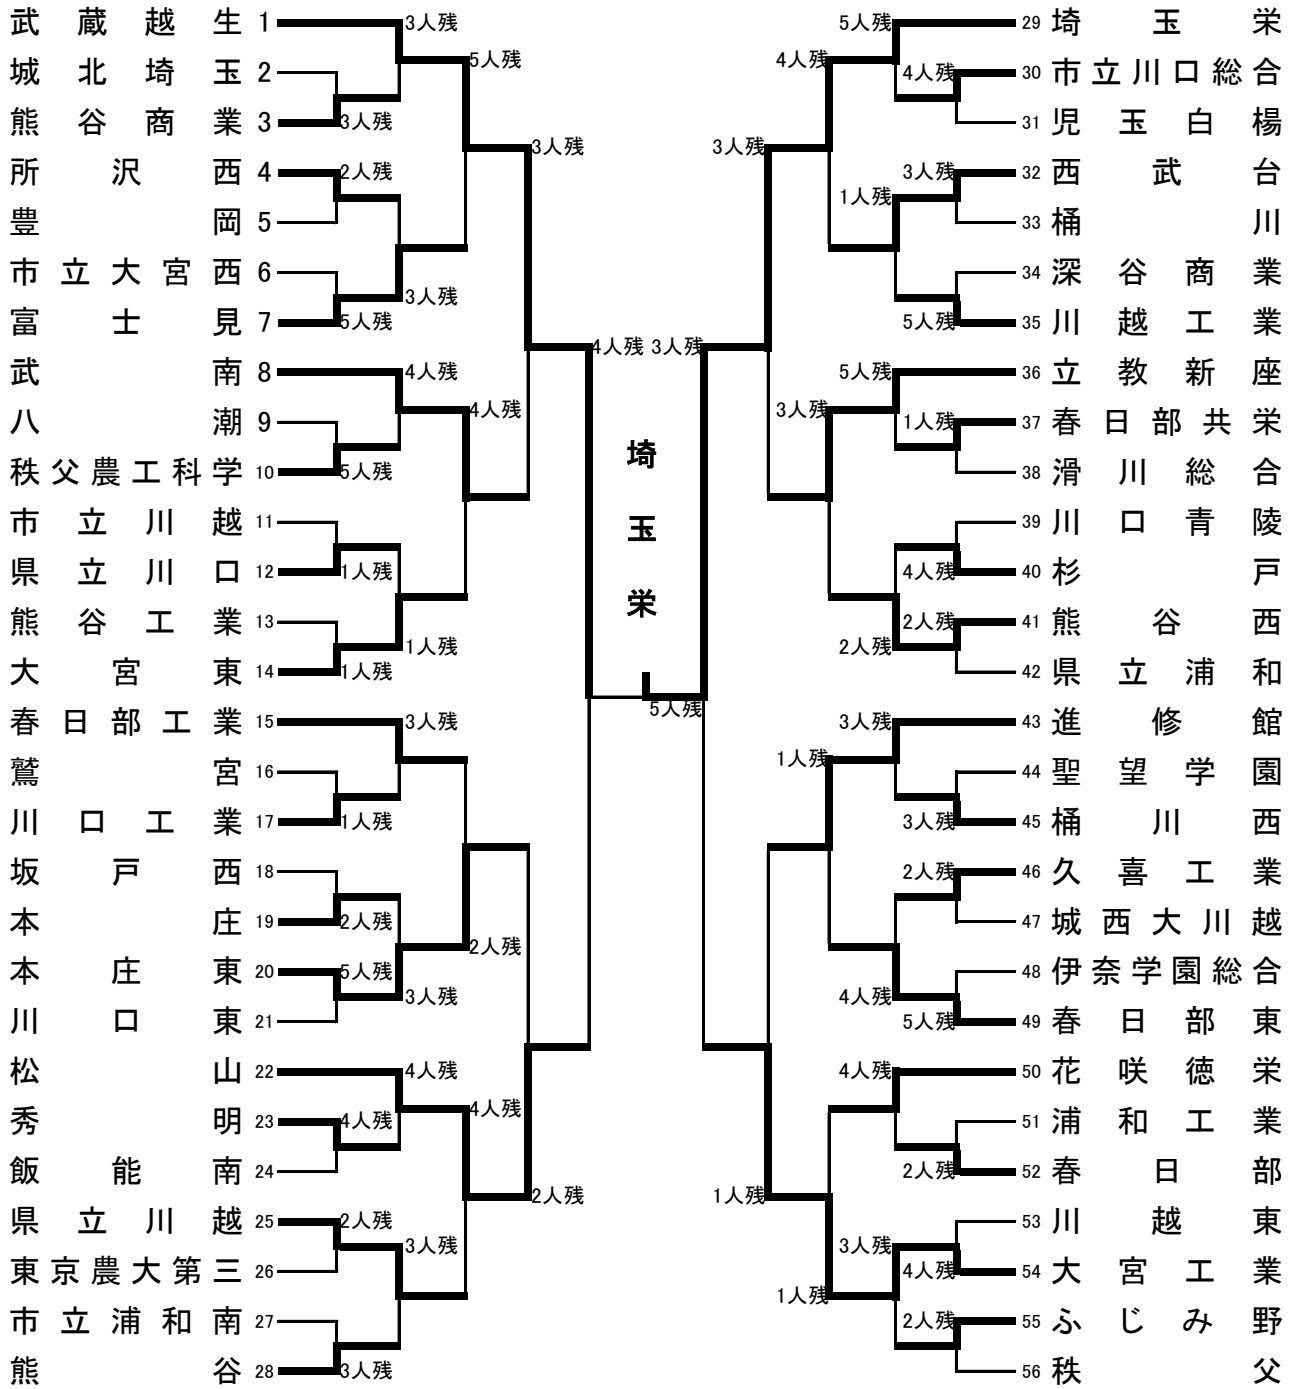 武蔵越生 1 3人残 5人残 29 埼玉栄
5人残 4人残
城北埼玉 2 4人残 30 市立川口総合
熊谷商業 3 3人残 31 児玉白楊
3人残 3人残
所沢西 4 2人残 3人残 32 西武台
1人残
豊岡 5 33 桶川
市立大宮西 6 34 深谷商業
3人残
富士見 7 5人残 5人残 35 川越工業
4人残 3人残
武南 8 4人残 5人残 36 立教新座
4人残 3人残
八潮 9 1人残 37 春日部共栄
埼
秩父農工科学 10 5人残 38 滑川総合
市立川越 11 39 川口青陵
玉
県立川口 12 1人残 4人残 40 杉戸
栄
熊谷工業 13 2人残 41 熊谷西
1人残 2人残
大宮東 14 1人残 42 県立浦和
5人残
春日部工業 15 3人残 3人残 43 進修館
1人残
鷲宮 16 44 聖望学園
川口工業 17 1人残 3人残 45 桶川西
坂戸西 18 2人残 46 久喜工業
本庄 19 2人残 47 城西大川越
2人残
本庄東 20 5人残 48 伊奈学園総合
3人残 4人残
川口東 21 5人残 49 春日部東
松山 22 4人残 4人残 50 花咲徳栄
4人残
秀明 23 4人残 51 浦和工業
飯能南 24 2人残 52 春日部
2人残 1人残
県立川越 25 2人残 53 川越東
3人残 3人残
東京農大第三 26 4人残 54 大宮工業
1人残
市立浦和南 27 2人残 55 ふじみ野
熊谷 28 3人残 56 秩父